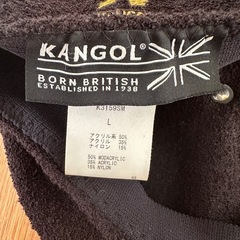 KANGOL
BORN BRITISH
ESTABLISHED IN 1938
K3159SM
L
アクリル系 50%
アクリル 35%
ナイロン 15%
50% MODACRYLIC
35% ACRYLIC
15% NYLON